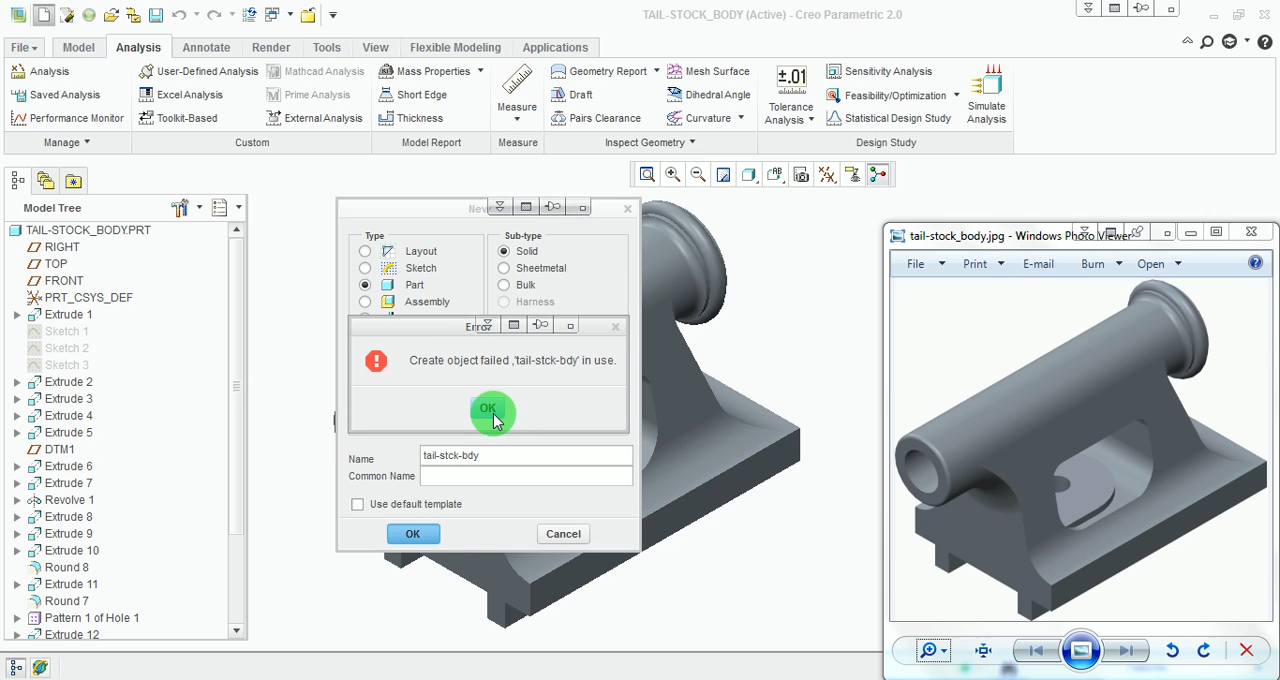 TAIL-STOCK_BODY (Active) - Creo Parametric 2.0
File Model Analysis Annotate Render Tools View Flexible Modeling Applications
Analysis User-Defined Analysis Mathcad Analysis Mass Properties Geometry Report Mesh Surface Sensitivity Analysis
Saved Analysis Excel Analysis Prime Analysis Short Edge Draft Dihedral Angle Feasibility/Optimization
Performance Monitor Toolkit-Based External Analysis Thickness Pairs Clearance Curvature Statistical Design Study
Measure
±.01
Tolerance Analysis
Simulate Analysis
Manage Custom Model Report Measure Inspect Geometry Design Study
Model Tree
TAIL-STOCK_BODY.PRT
RIGHT
TOP
FRONT
PRT_CSYS_DEF
Extrude 1
Sketch 1
Sketch 2
Sketch 3
Extrude 2
Extrude 3
Extrude 4
Extrude 5
DTM1
Extrude 6
Extrude 7
Revolve 1
Extrude 8
Extrude 9
Extrude 10
Round 8
Extrude 11
Round 7
Pattern 1 of Hole 1
Extrude 12
Type
Layout
Sketch
Part
Assembly
Sub-type
Solid
Sheetmetal
Bulk
Harness
Create object failed ,'tail-stck-bdy' in use.
OK
Name tail-stck-bdy
Common Name
Use default template
OK Cancel
tail-stock_body.jpg - Windows Photo Viewer
File Print E-mail Burn Open